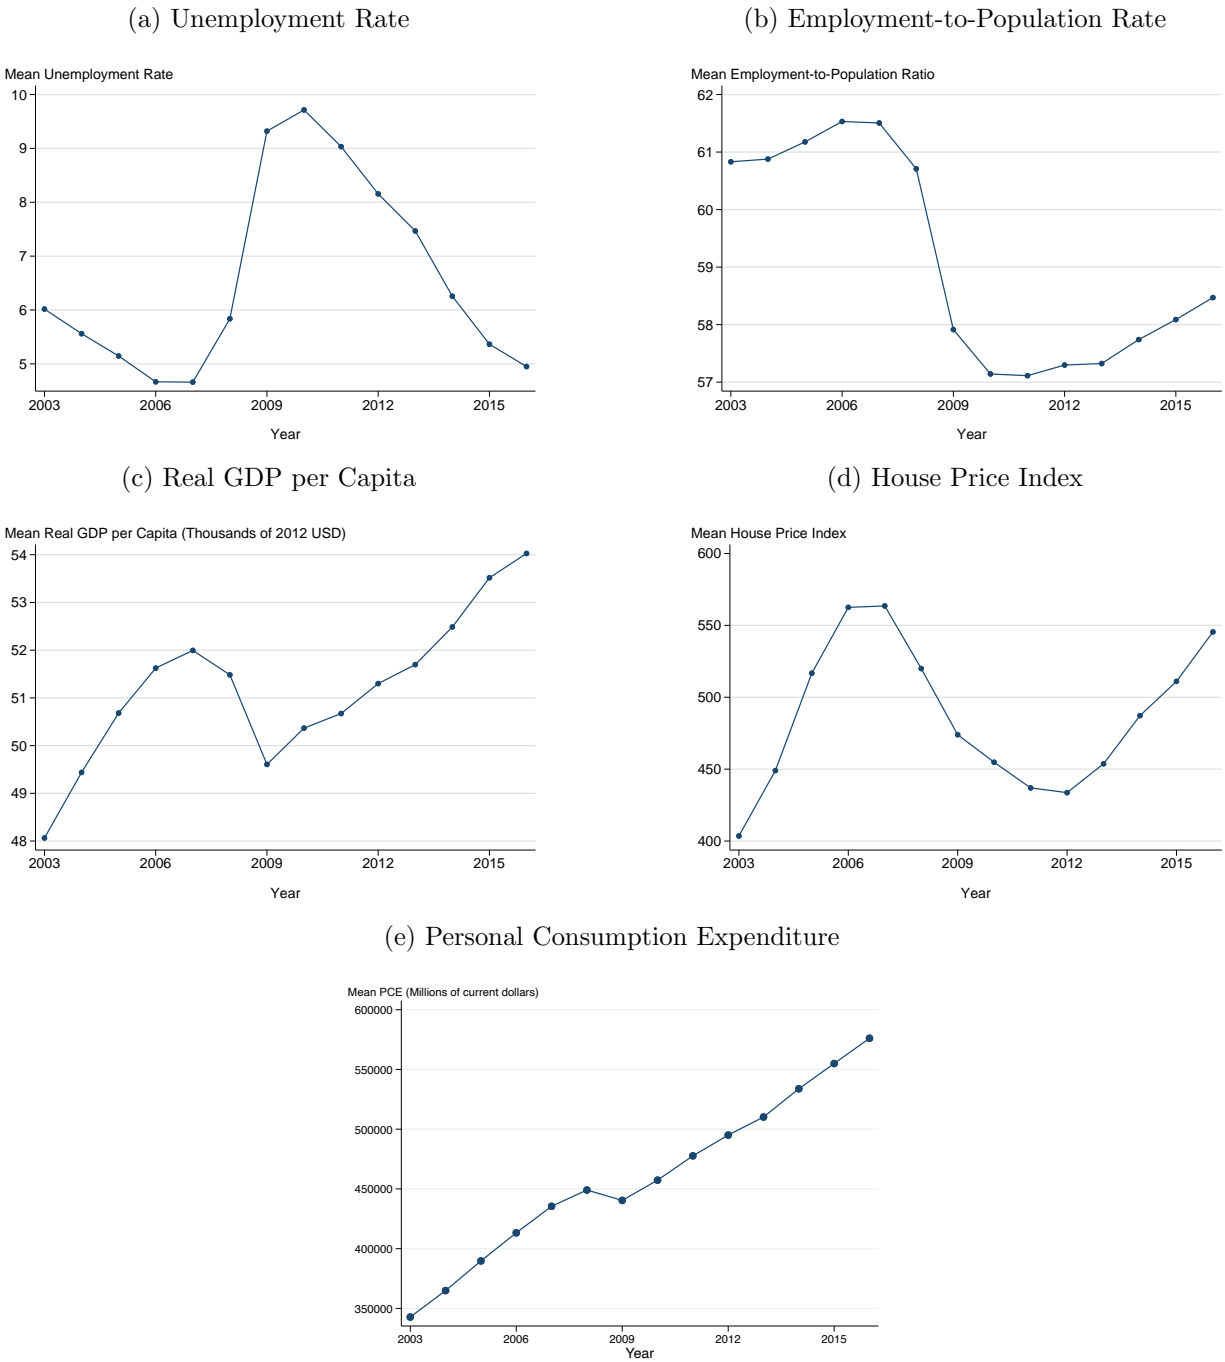 (a) Unemployment Rate
Mean Unemployment Rate
10
9
8
7
6
5
2003 2006 2009 2012 2015
Year
(b) Employment-to-Population Rate
Mean Employment-to-Population Ratio
62
61
60
59
58
57
2003 2006 2009 2012 2015
Year
(c) Real GDP per Capita
Mean Real GDP per Capita (Thousands of 2012 USD)
54
53
52
51
50
49
48
2003 2006 2009 2012 2015
Year
(d) House Price Index
Mean House Price Index
600
550
500
450
400
2003 2006 2009 2012 2015
Year
(e) Personal Consumption Expenditure
Mean PCE (Millions of current dollars)
600000
550000
500000
450000
400000
350000
2003 2006 2009 2012 2015
Year